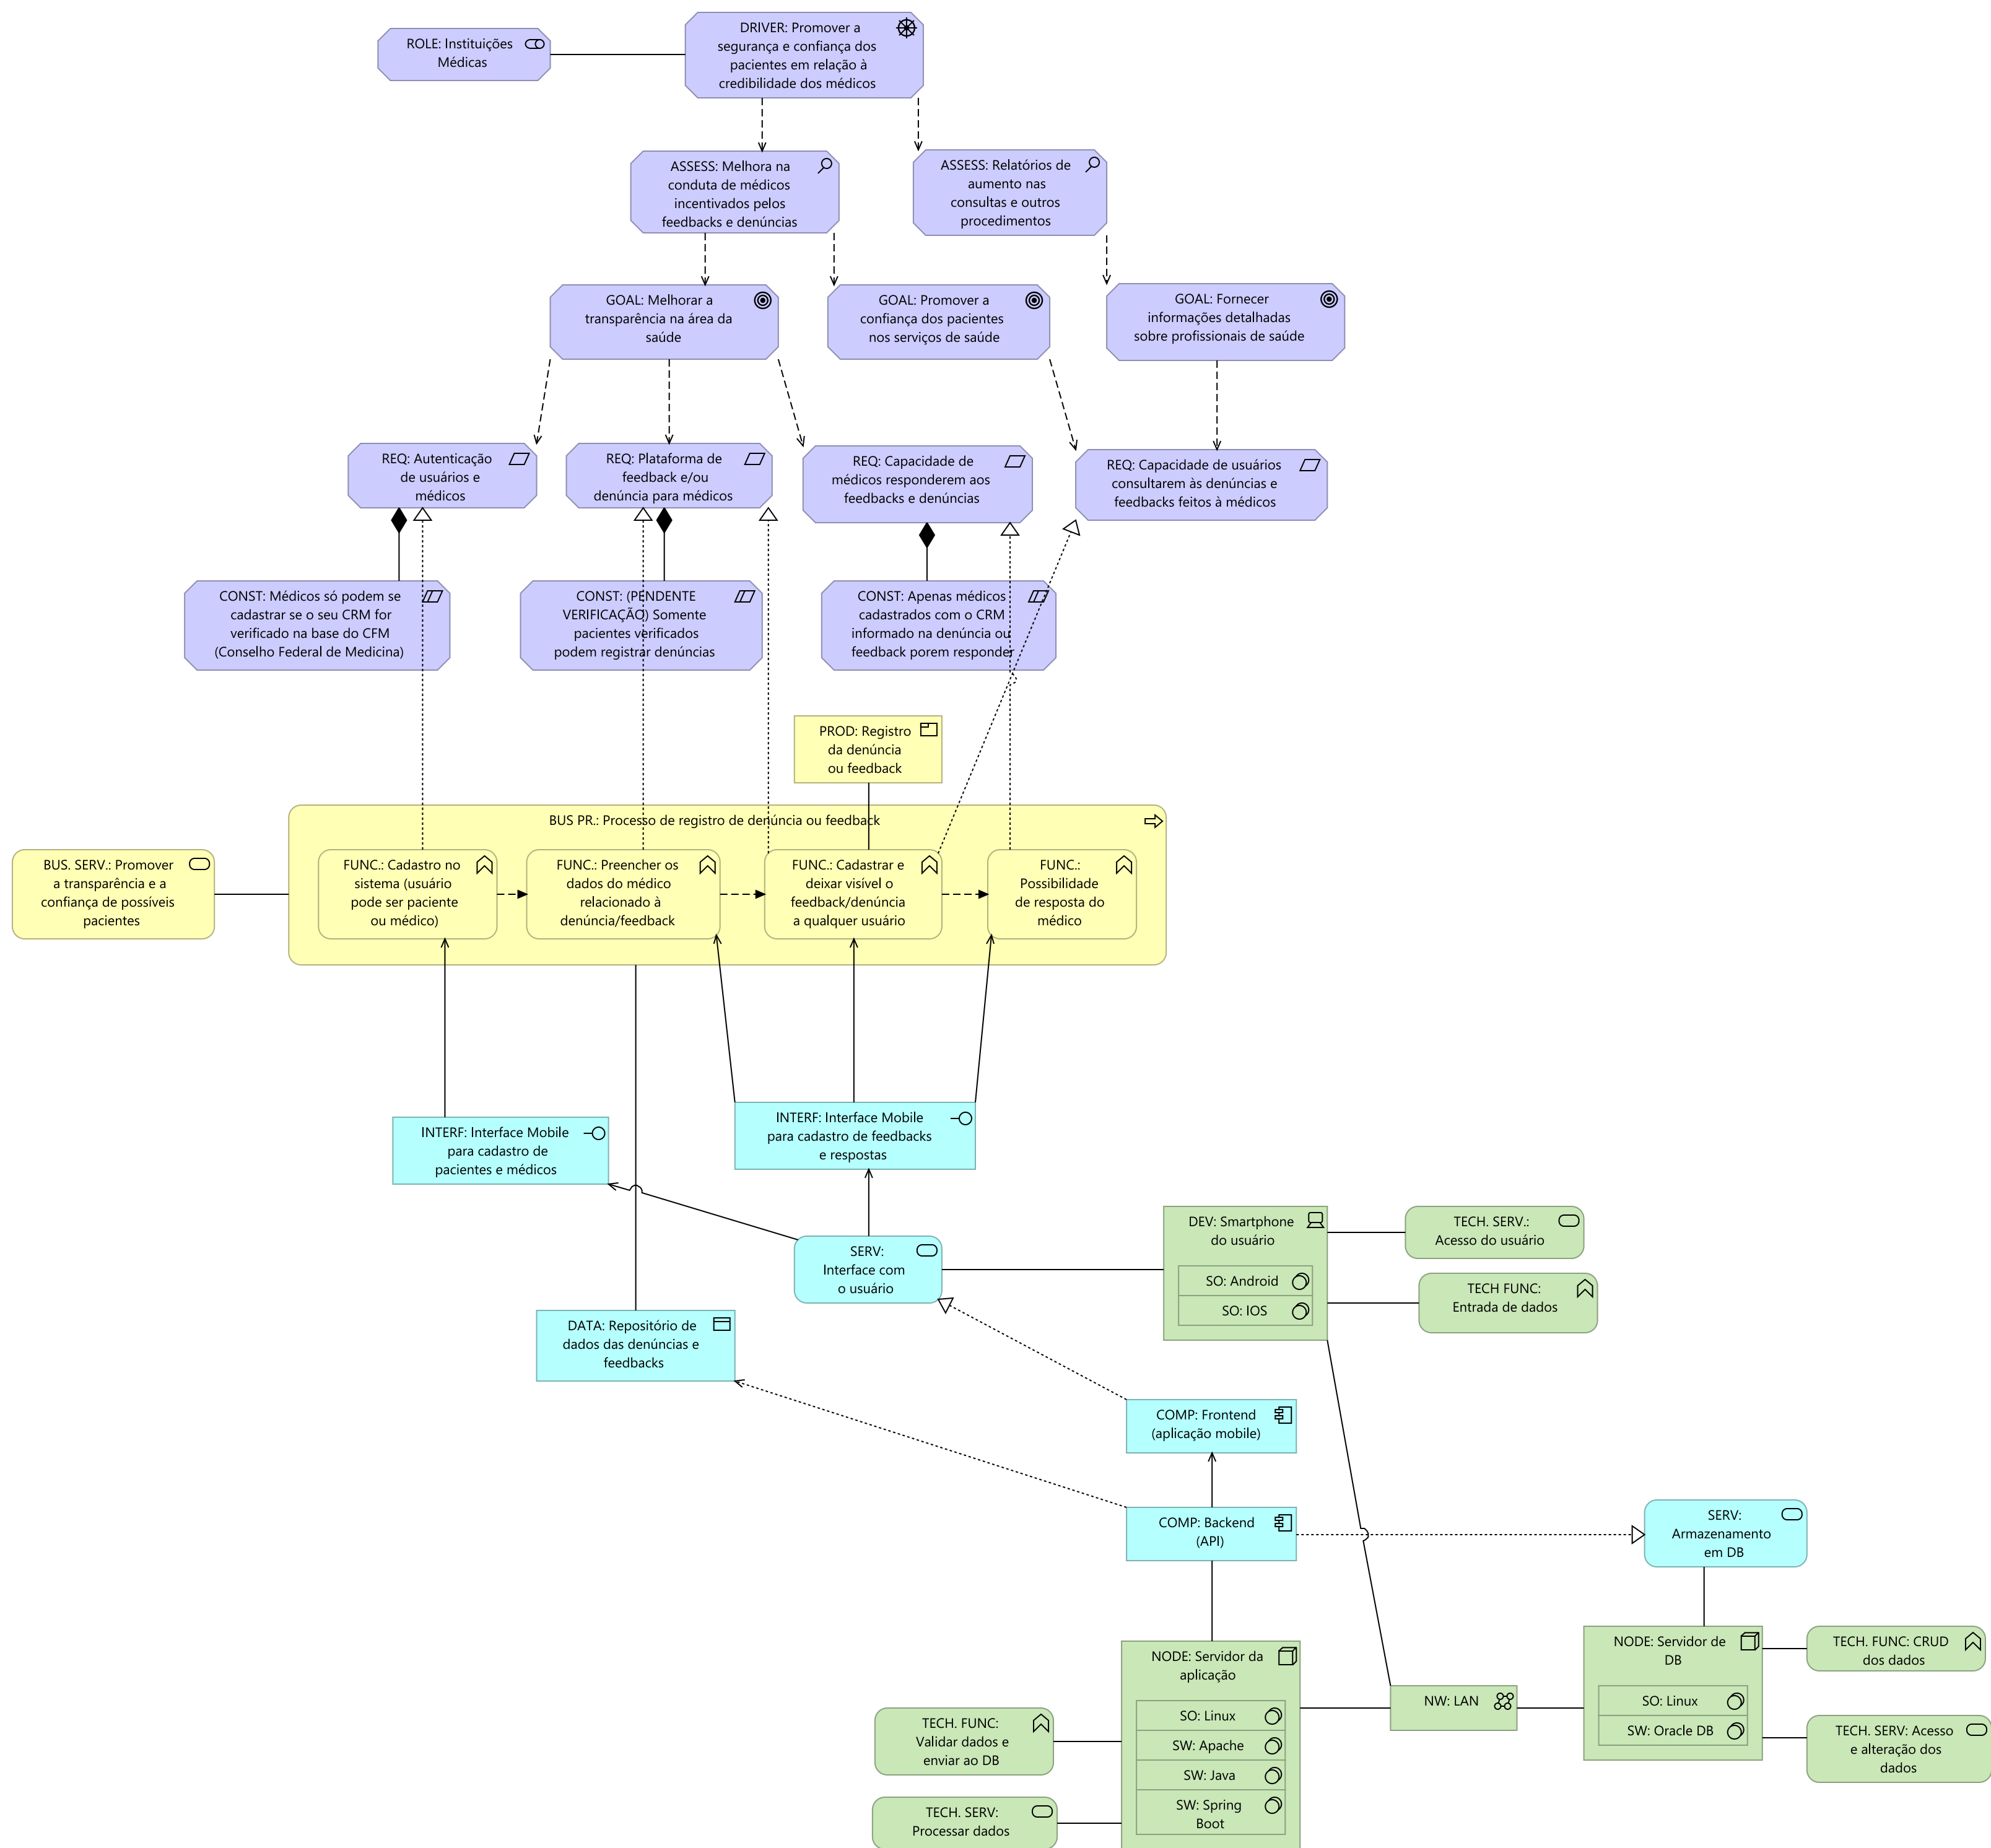 ROLE: Instituições
Médicas
DRIVER: Promover a
segurança e confiança dos
pacientes em relação à
credibilidade dos médicos
ASSESS: Melhora na
conduta de médicos
incentivados pelos
feedbacks e denúncias
ASSESS: Relatórios de
aumento nas
consultas e outros
procedimentos
GOAL: Melhorar a
transparência na área da
saúde
GOAL: Promover a
confiança dos pacientes
nos serviços de saúde
GOAL: Fornecer
informações detalhadas
sobre profissionais de saúde
REQ: Autenticação
de usuários e
médicos
REQ: Plataforma de
feedback e/ou
denúncia para médicos
REQ: Capacidade de
médicos responderem aos
feedbacks e denúncias
REQ: Capacidade de usuários
consultarem às denúncias e
feedbacks feitos à médicos
CONST: Médicos só podem se
cadastrar se o seu CRM for
verificado na base do CFM
(Conselho Federal de Medicina)
CONST: (PENDENTE
VERIFICAÇÃO) Somente
pacientes verificados
podem registrar denúncias
CONST: Apenas médicos
cadastrados com o CRM
informado na denúncia ou
feedback porem responder
PROD: Registro
da denúncia
ou feedback
BUS PR.: Processo de registro de denúncia ou feedback
BUS. SERV.: Promover
a transparência e a
confiança de possíveis
pacientes
FUNC.: Cadastro no
sistema (usuário
pode ser paciente
ou médico)
FUNC.: Preencher os
dados do médico
relacionado à
denúncia/feedback
FUNC.: Cadastrar e
deixar visível o
feedback/denúncia
a qualquer usuário
FUNC.:
Possibilidade
de resposta do
médico
INTERF: Interface Mobile
para cadastro de
pacientes e médicos
INTERF: Interface Mobile
para cadastro de feedbacks
e respostas
SERV:
Interface com
o usuário
DEV: Smartphone
do usuário
SO: Android
SO: IOS
TECH. SERV.:
Acesso do usuário
TECH FUNC:
Entrada de dados
DATA: Repositório de
dados das denúncias e
feedbacks
COMP: Frontend
(aplicação mobile)
COMP: Backend
(API)
SERV:
Armazenamento
em DB
NODE: Servidor da
aplicação
SO: Linux
SW: Apache
SW: Java
SW: Spring
Boot
TECH. FUNC:
Validar dados e
enviar ao DB
TECH. SERV:
Processar dados
NW: LAN
NODE: Servidor de
DB
SO: Linux
SW: Oracle DB
TECH. FUNC: CRUD
dos dados
TECH. SERV: Acesso
e alteração dos
dados